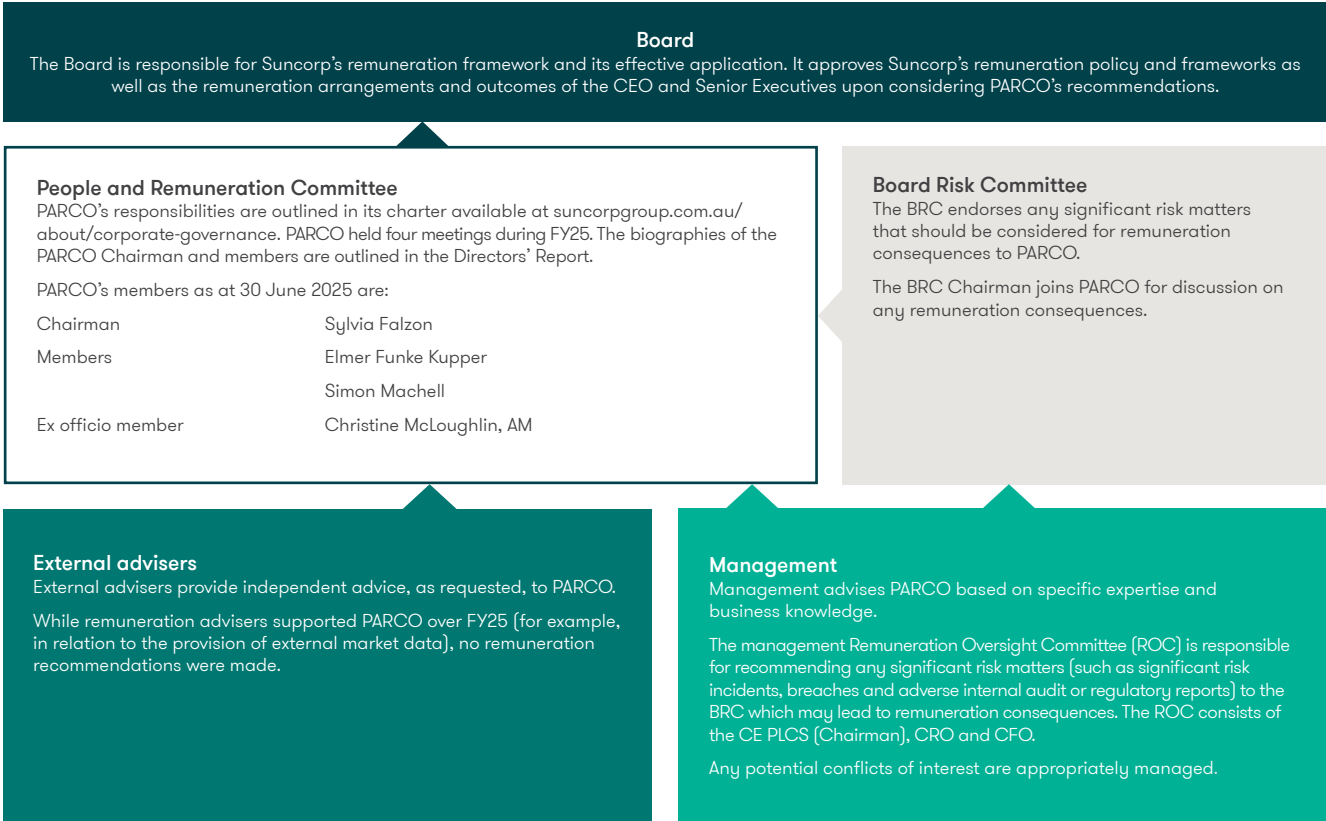 Board
The Board is responsible for Suncorp's remuneration framework and its effective application. It approves Suncorp's remuneration policy and frameworks as
well as the remuneration arrangements and outcomes of the CEO and Senior Executives upon considering PARCO's recommendations.
People and Remuneration Committee
PARCO's responsibilities are outlined in its charter available at suncorpgroup.com.au/
about/corporate-governance. PARCO held four meetings during FY25. The biographies of the
PARCO Chairman and members are outlined in the Directors' Report.
PARCO's members as at 30 June 2025 are:
Chairman Sylvia Falzon
Members Elmer Funke Kupper
Simon Machell
Ex officio member Christine McLoughlin, AM
Board Risk Committee
The BRC endorses any significant risk matters
that should be considered for remuneration
consequences to PARCO.
The BRC Chairman joins PARCO for discussion on
any remuneration consequences.
External advisers
External advisers provide independent advice, as requested, to PARCO.
While remuneration advisers supported PARCO over FY25 (for example,
in relation to the provision of external market data), no remuneration
recommendations were made.
Management
Management advises PARCO based on specific expertise and
business knowledge.
The management Remuneration Oversight Committee (ROC) is responsible
for recommending any significant risk matters (such as significant risk
incidents, breaches and adverse internal audit or regulatory reports) to the
BRC which may lead to remuneration consequences. The ROC consists of
the CE PLCS (Chairman), CRO and CFO.
Any potential conflicts of interest are appropriately managed.